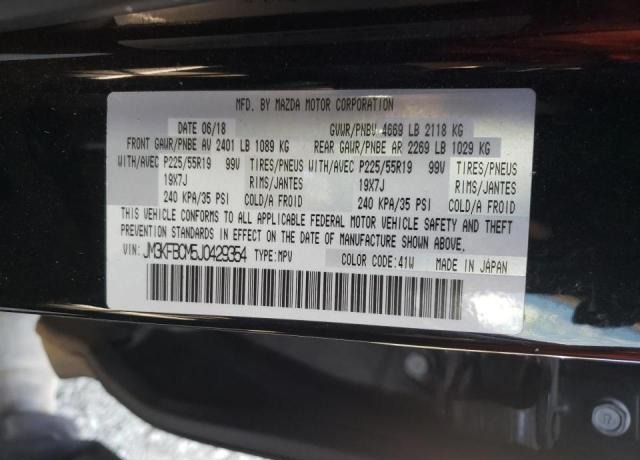 MFD. BY MAZDA MOTOR CORPORATION
DATE 06/18 GVWR/PNBV 4669 LB 2118 KG
FRONT GAWR/PNBE AV 2401 LB 1089 KG REAR GAWR/PNBE AR 2269 LB 1029 KG
WITH/AVEC P225/55R19 99V TIRES/PNEUS WITH/AVEC P225/55R19 99V TIRES/PNEUS
19X7J RIMS/JANTES 19X7J RIMS/JANTES
240 KPA/35 PSI COLD/A FROID 240 KPA/35 PSI COLD/A FROID
THIS VEHICLE CONFORMS TO ALL APPLICABLE FEDERAL MOTOR VEHICLE SAFETY AND THEFT
PREVENTION STANDARDS IN EFFECT ON THE DATE OF MANUFACTURE SHOWN ABOVE.
VIN: JM3KFBCM5J0429354 TYPE: MPV COLOR CODE: 41W MADE IN JAPAN